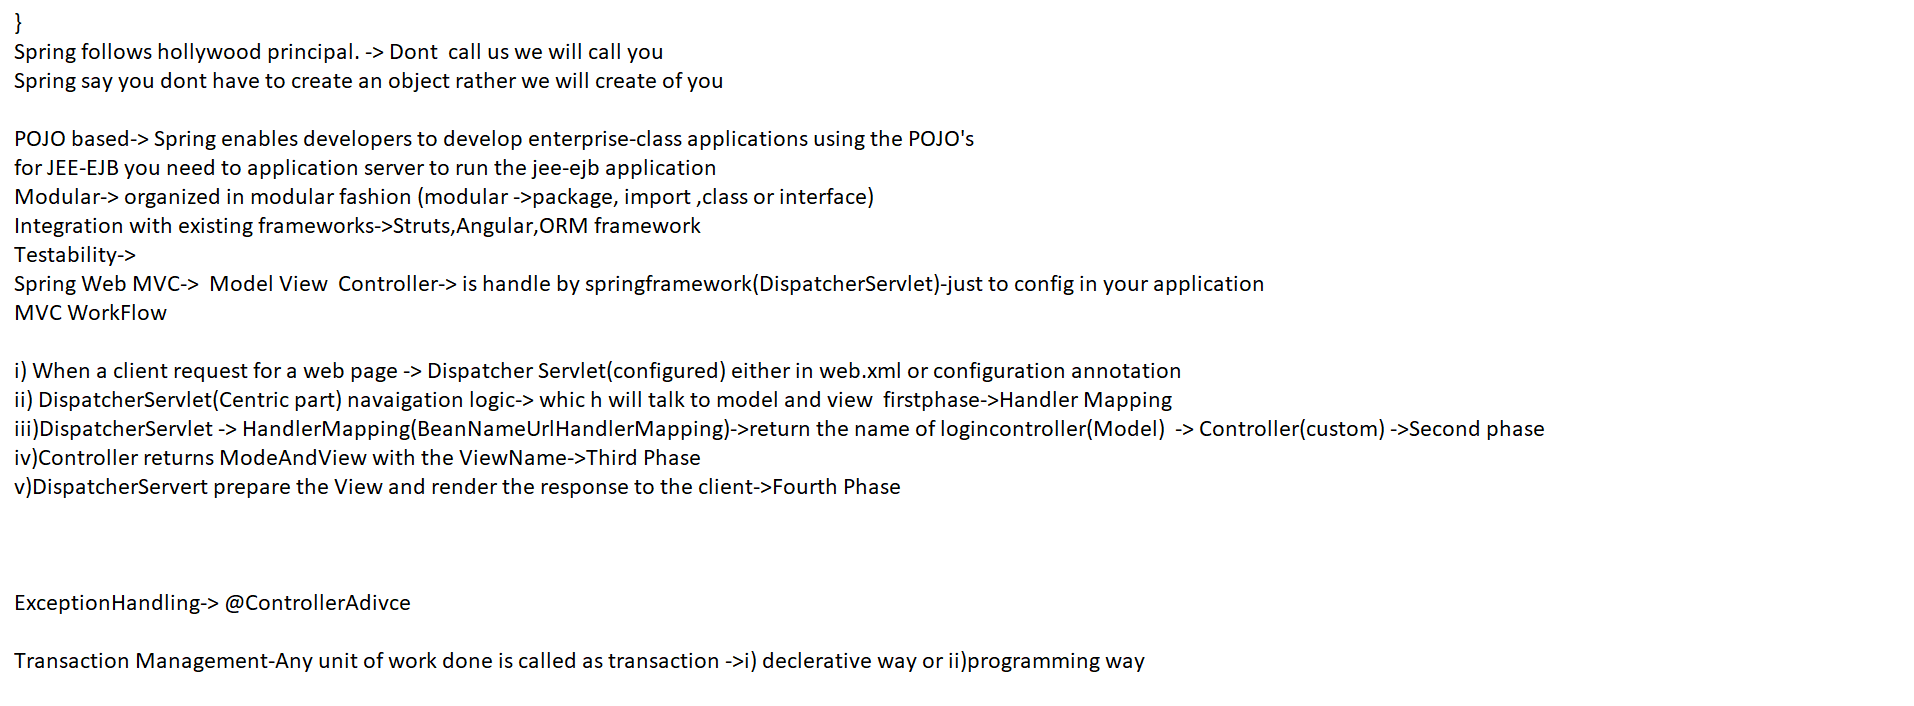 }
Spring follows hollywood principal. -> Dont  call us we will call you
Spring say you dont have to create an object rather we will create of you
POJO based-> Spring enables developers to develop enterprise-class applications using the POJO's
for JEE-EJB you need to application server to run the jee-ejb application
Modular-> organized in modular fashion (modular ->package, import ,class or interface)
Integration with existing frameworks->Struts,Angular,ORM framework
Testability->
Spring Web MVC->  Model View  Controller-> is handle by springframework(DispatcherServlet)-just to config in your application
MVC WorkFlow
i) When a client request for a web page -> Dispatcher Servlet(configured) either in web.xml or configuration annotation
ii) DispatcherServlet(Centric part) navaigation logic-> whic h will talk to model and view  firstphase->Handler Mapping
iii)DispatcherServlet -> HandlerMapping(BeanNameUrlHandlerMapping)->return the name of logincontroller(Model)  -> Controller(custom) ->Second phase
iv)Controller returns ModeAndView with the ViewName->Third Phase
v)DispatcherServert prepare the View and render the response to the client->Fourth Phase
ExceptionHandling-> @ControllerAdivce
Transaction Management-Any unit of work done is called as transaction ->i) declerative way or ii)programming way